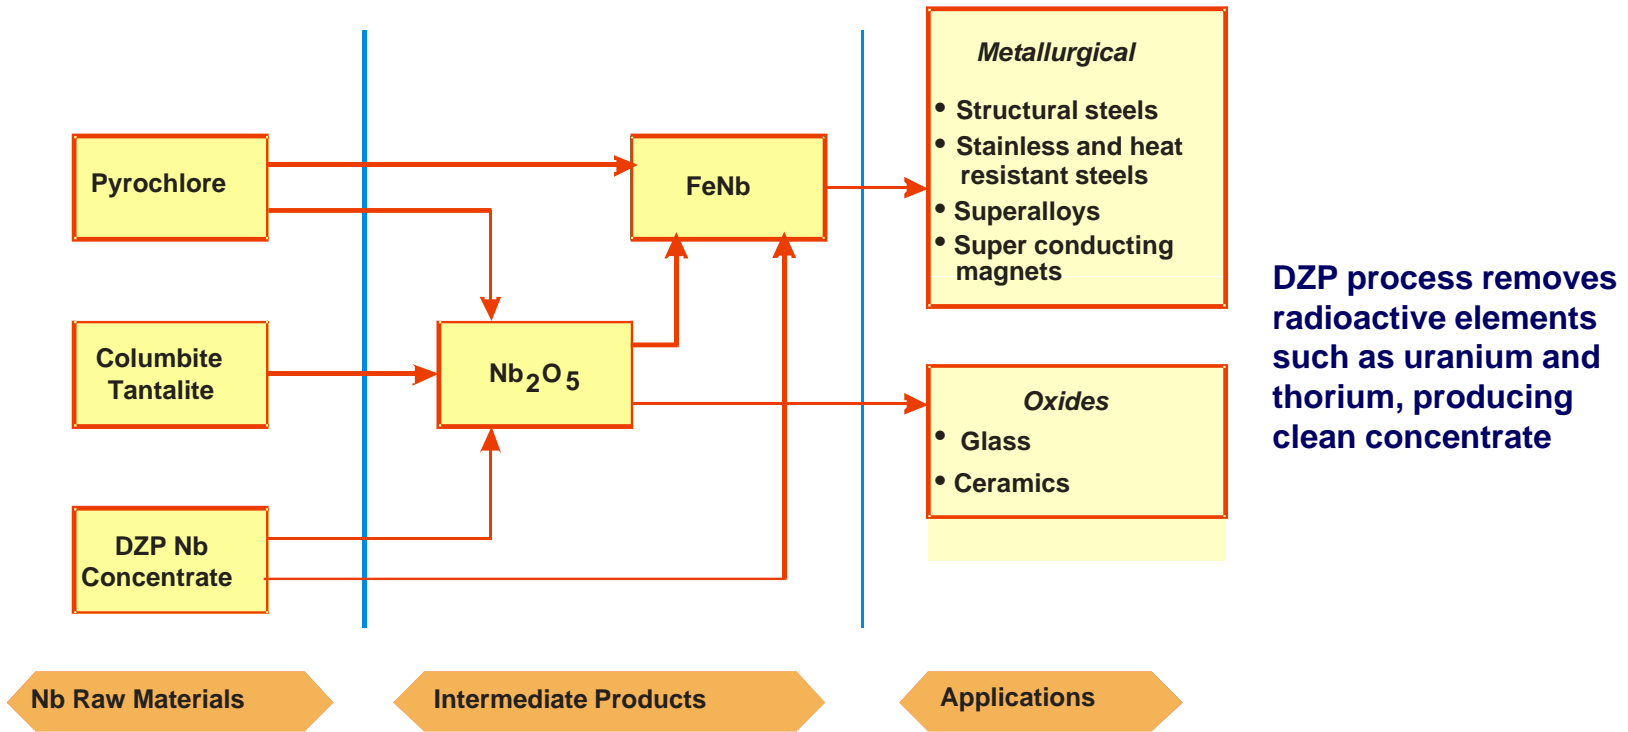 Pyrochlore
Columbite
Tantalite
DZP Nb
Concentrate
FeNb
Nb2O5
Metallurgical
• Structural steels
• Stainless and heat
resistant steels
• Superalloys
• Super conducting
magnets
Oxides
• Glass
• Ceramics
DZP process removes
radioactive elements
such as uranium and
thorium, producing
clean concentrate
Nb Raw Materials
Intermediate Products
Applications